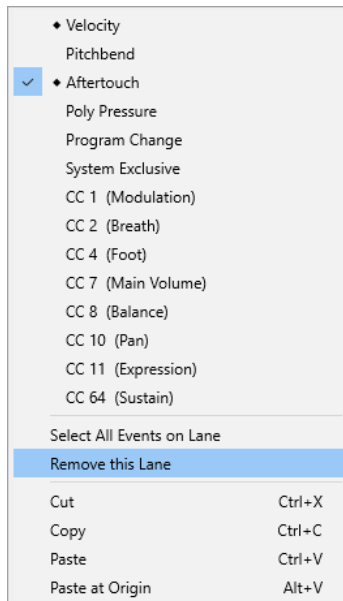 Velocity
Pitchbend
Aftertouch
Poly Pressure
Program Change
System Exclusive
CC 1 (Modulation)
CC 2 (Breath)
CC 4 (Foot)
CC 7 (Main Volume)
CC 8 (Balance)
CC 10 (Pan)
CC 11 (Expression)
CC 64 (Sustain)
Select All Events on Lane
Remove this Lane
Cut Ctrl+X
Copy Ctrl+C
Paste Ctrl+V
Paste at Origin Alt+V